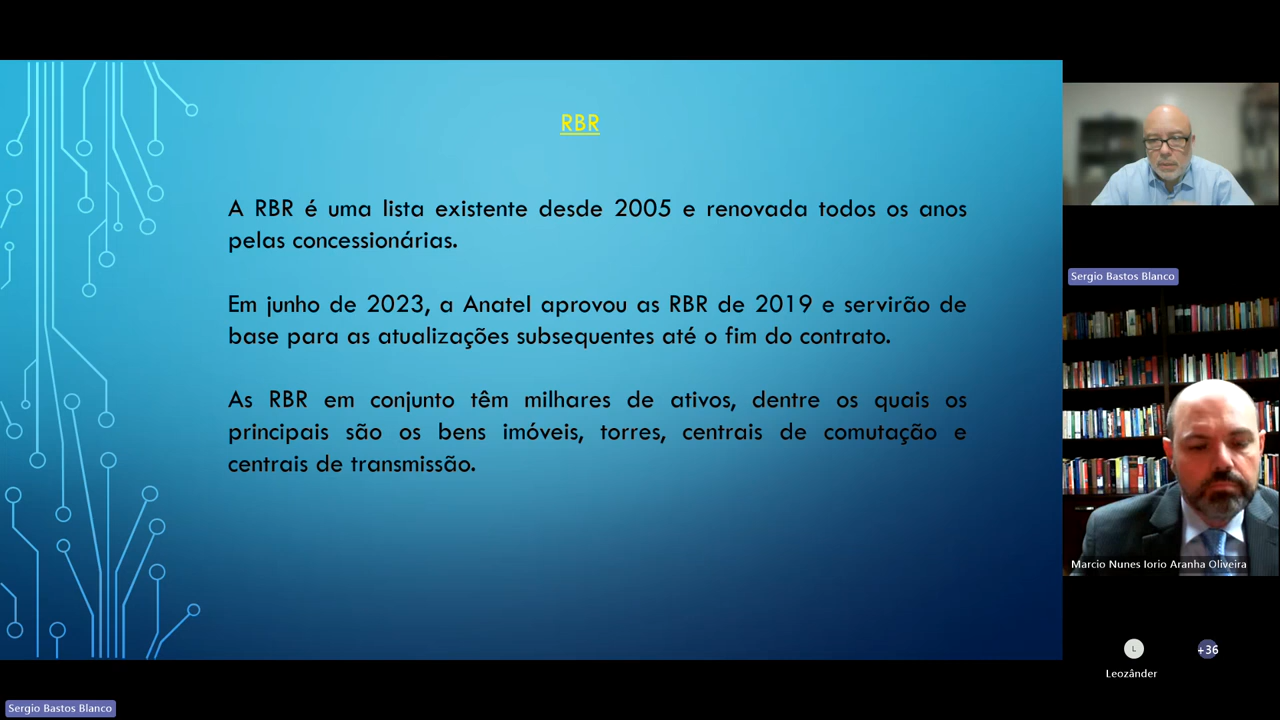 RBR
A RBR é uma lista existente desde 2005 e renovada todos os anos
pelas concessionárias.
Em junho de 2023, a Anatel aprovou as RBR de 2019 e servirão de
base para as atualizações subsequentes até o fim do contrato.
As RBR em conjunto têm milhares de ativos, dentre os quais os
principais são os bens imóveis, torres, centrais de comutação e
centrais de transmissão.
Sergio Bastos Blanco
Marcio Nunes Iorio Aranha Oliveira
L
+36
Leozânder
Sergio Bastos Blanco